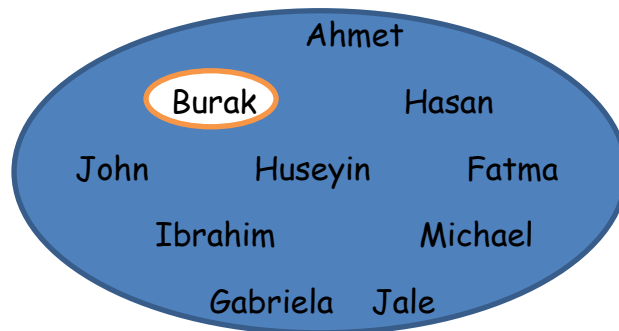 Ahmet
Burak Hasan
John Huseyin Fatma
Ibrahim Michael
Gabriela Jale